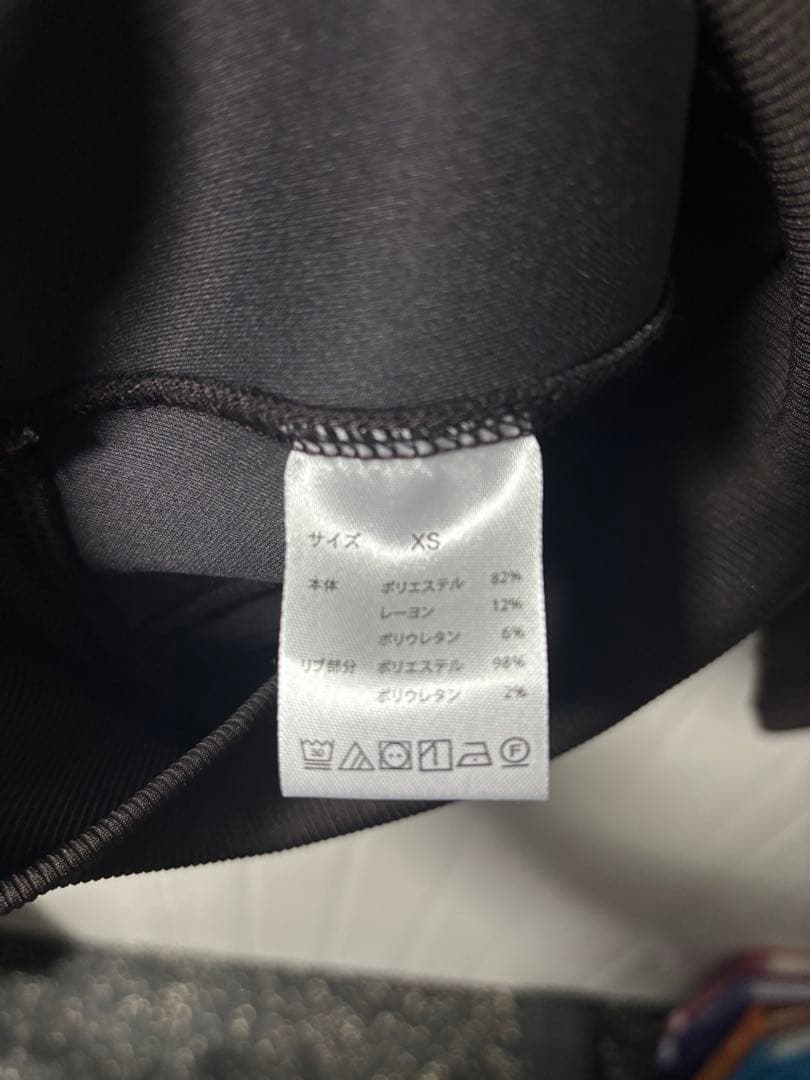 サイズ XS
本体 ポリエステル 82%
レーヨン 12%
ポリウレタン 6%
リブ部分 ポリエステル 98%
ポリウレタン 2%
30 F